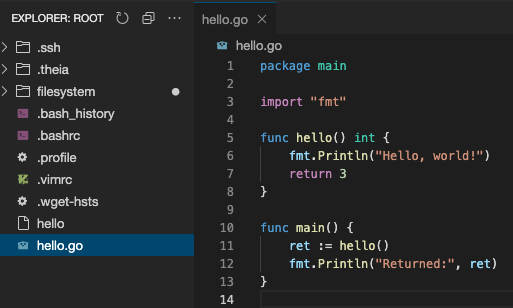 EXPLORER: ROOT
.ssh
.theia
filesystem
.bash_history
.bashrc
.profile
.vimrc
.wget-hsts
hello
hello.go
hello.go
hello.go
1 package main
2
3 import "fmt"
4
5 func hello() int {
6     fmt.Println("Hello, world!")
7     return 3
8 }
9
10 func main() {
11     ret := hello()
12     fmt.Println("Returned:", ret)
13 }
14